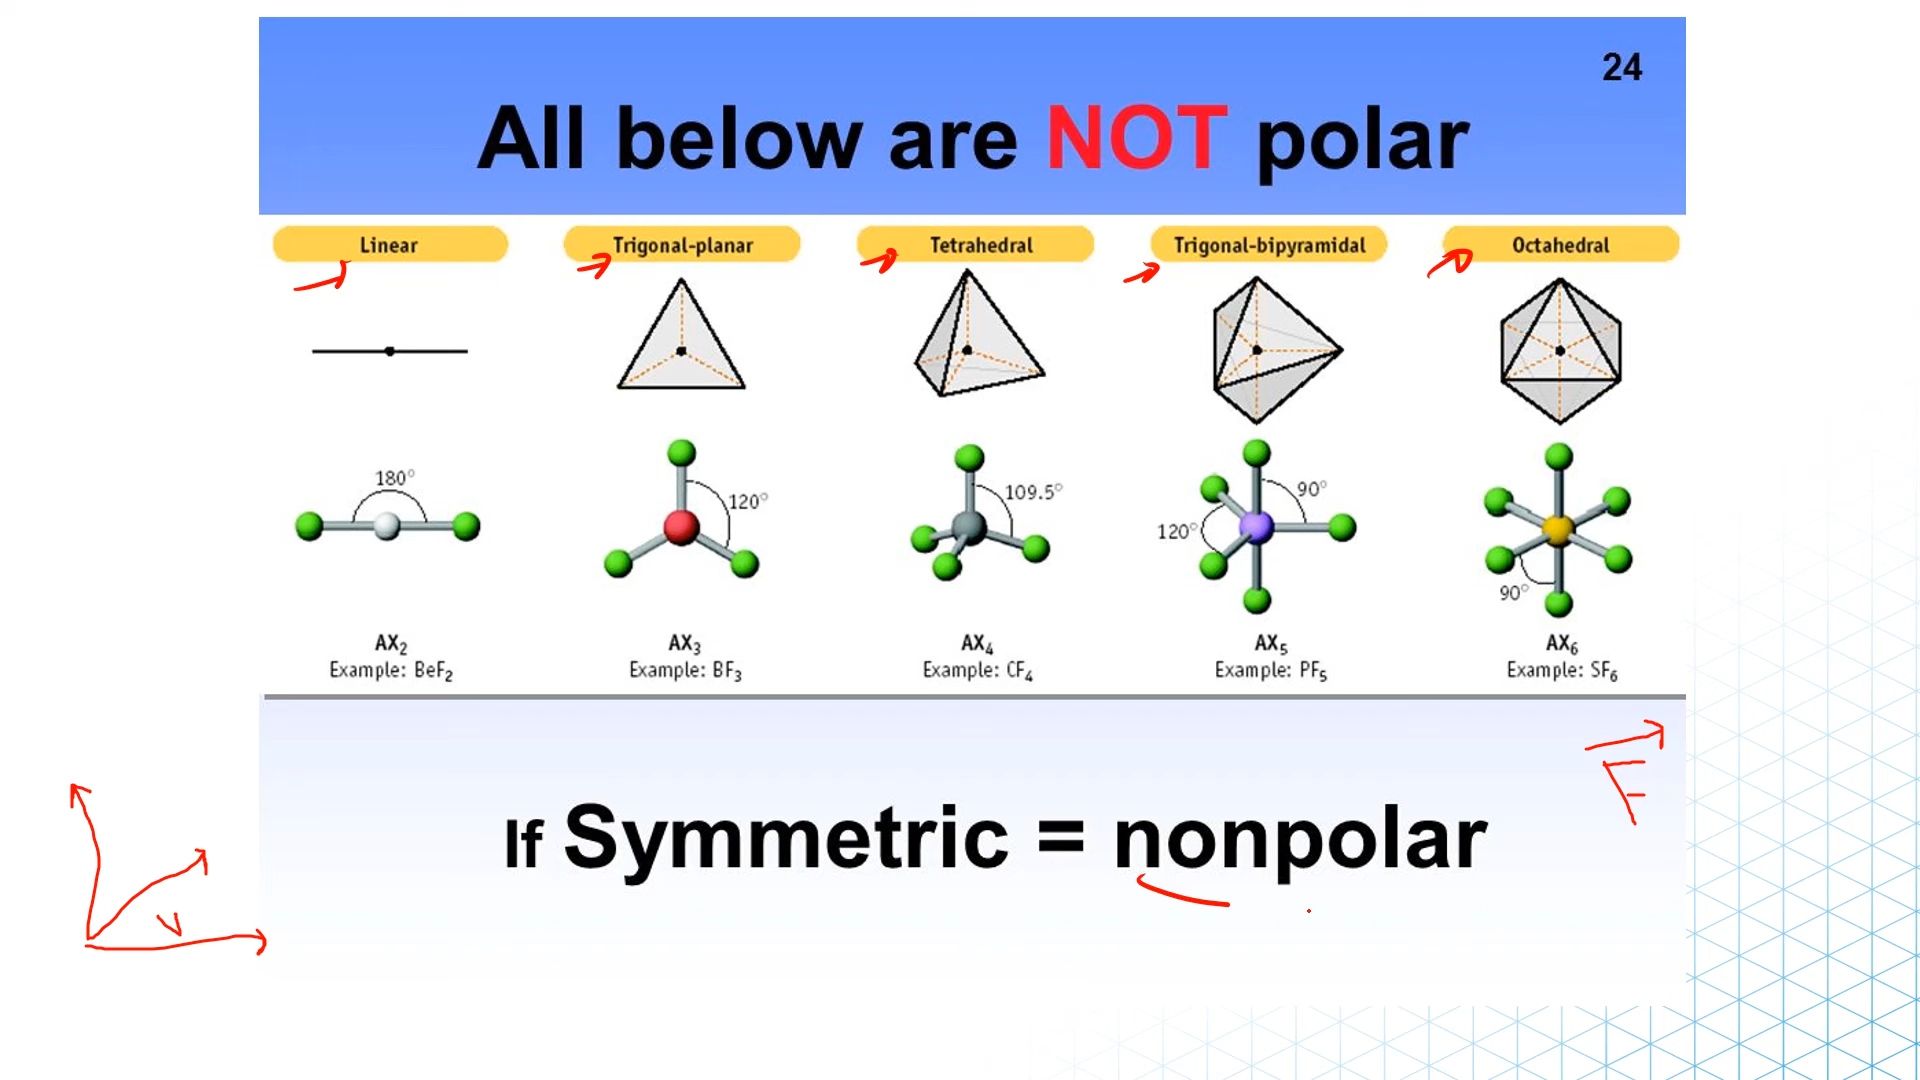 24
All below are NOT polar
Linear Trigonal-planar Tetrahedral Trigonal-bipyramidal Octahedral
180° 120° 109.5° 120° 90° 90°
AX₂ AX₃ AX₄ AX₅ AX₆
Example: BeF₂ Example: BF₃ Example: CF₄ Example: PF₅ Example: SF₆
If Symmetric = nonpolar